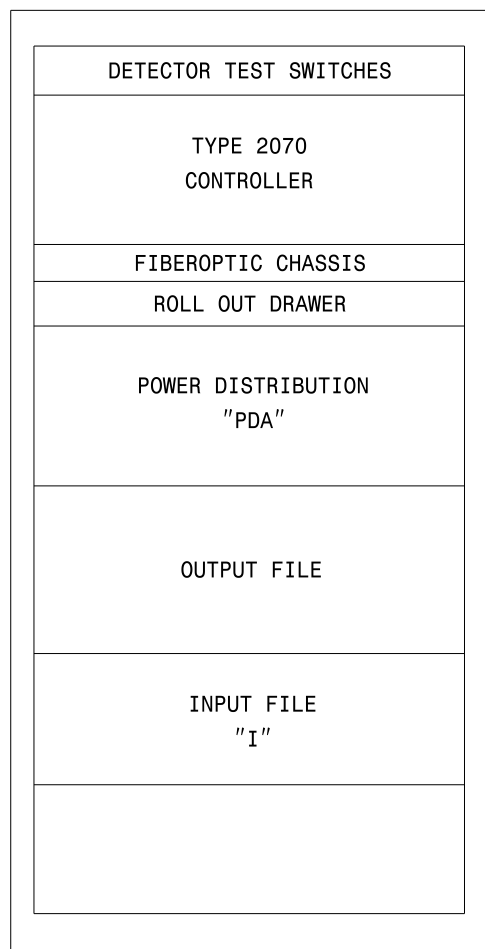 DETECTOR TEST SWITCHES
TYPE 2070
CONTROLLER
FIBEROPTIC CHASSIS
ROLL OUT DRAWER
POWER DISTRIBUTION
"PDA"
OUTPUT FILE
INPUT FILE
"I"